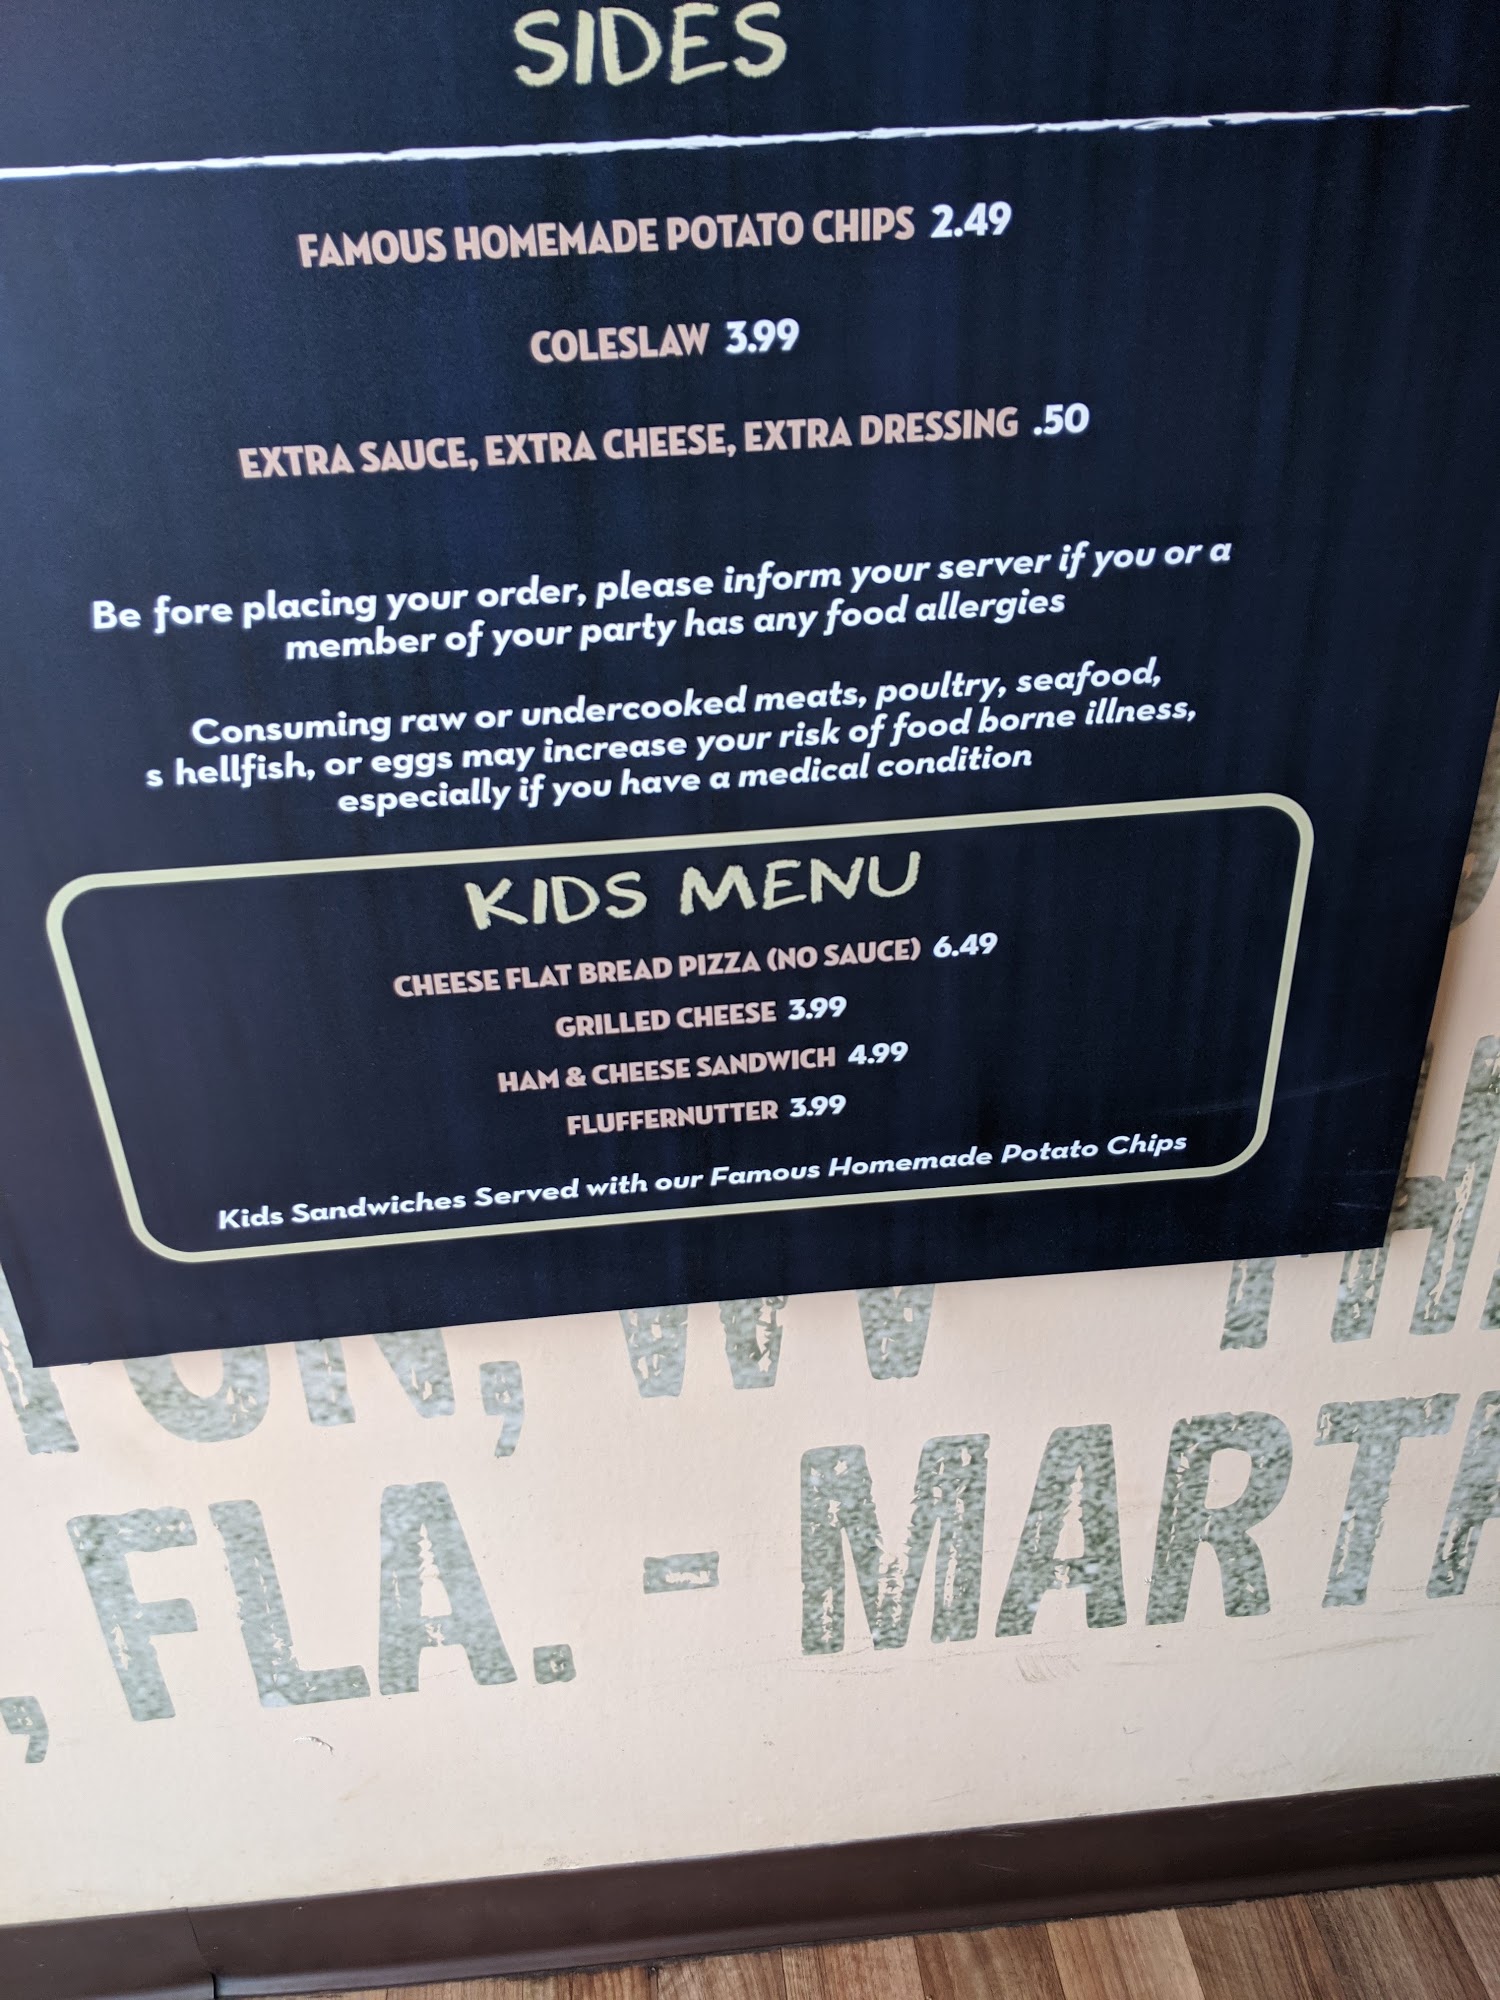 SIDES
FAMOUS HOMEMADE POTATO CHIPS 2.49
COLESLAW 3.99
EXTRA SAUCE, EXTRA CHEESE, EXTRA DRESSING .50
Be fore placing your order, please inform your server if you or a
member of your party has any food allergies
Consuming raw or undercooked meats, poultry, seafood,
s hellfish, or eggs may increase your risk of food borne illness,
especially if you have a medical condition
KIDS MENU
CHEESE FLAT BREAD PIZZA (NO SAUCE) 6.49
GRILLED CHEESE 3.99
HAM & CHEESE SANDWICH 4.99
FLUFFERNUTTER 3.99
Kids Sandwiches Served with our Famous Homemade Potato Chips
WV
, FLA. - MART